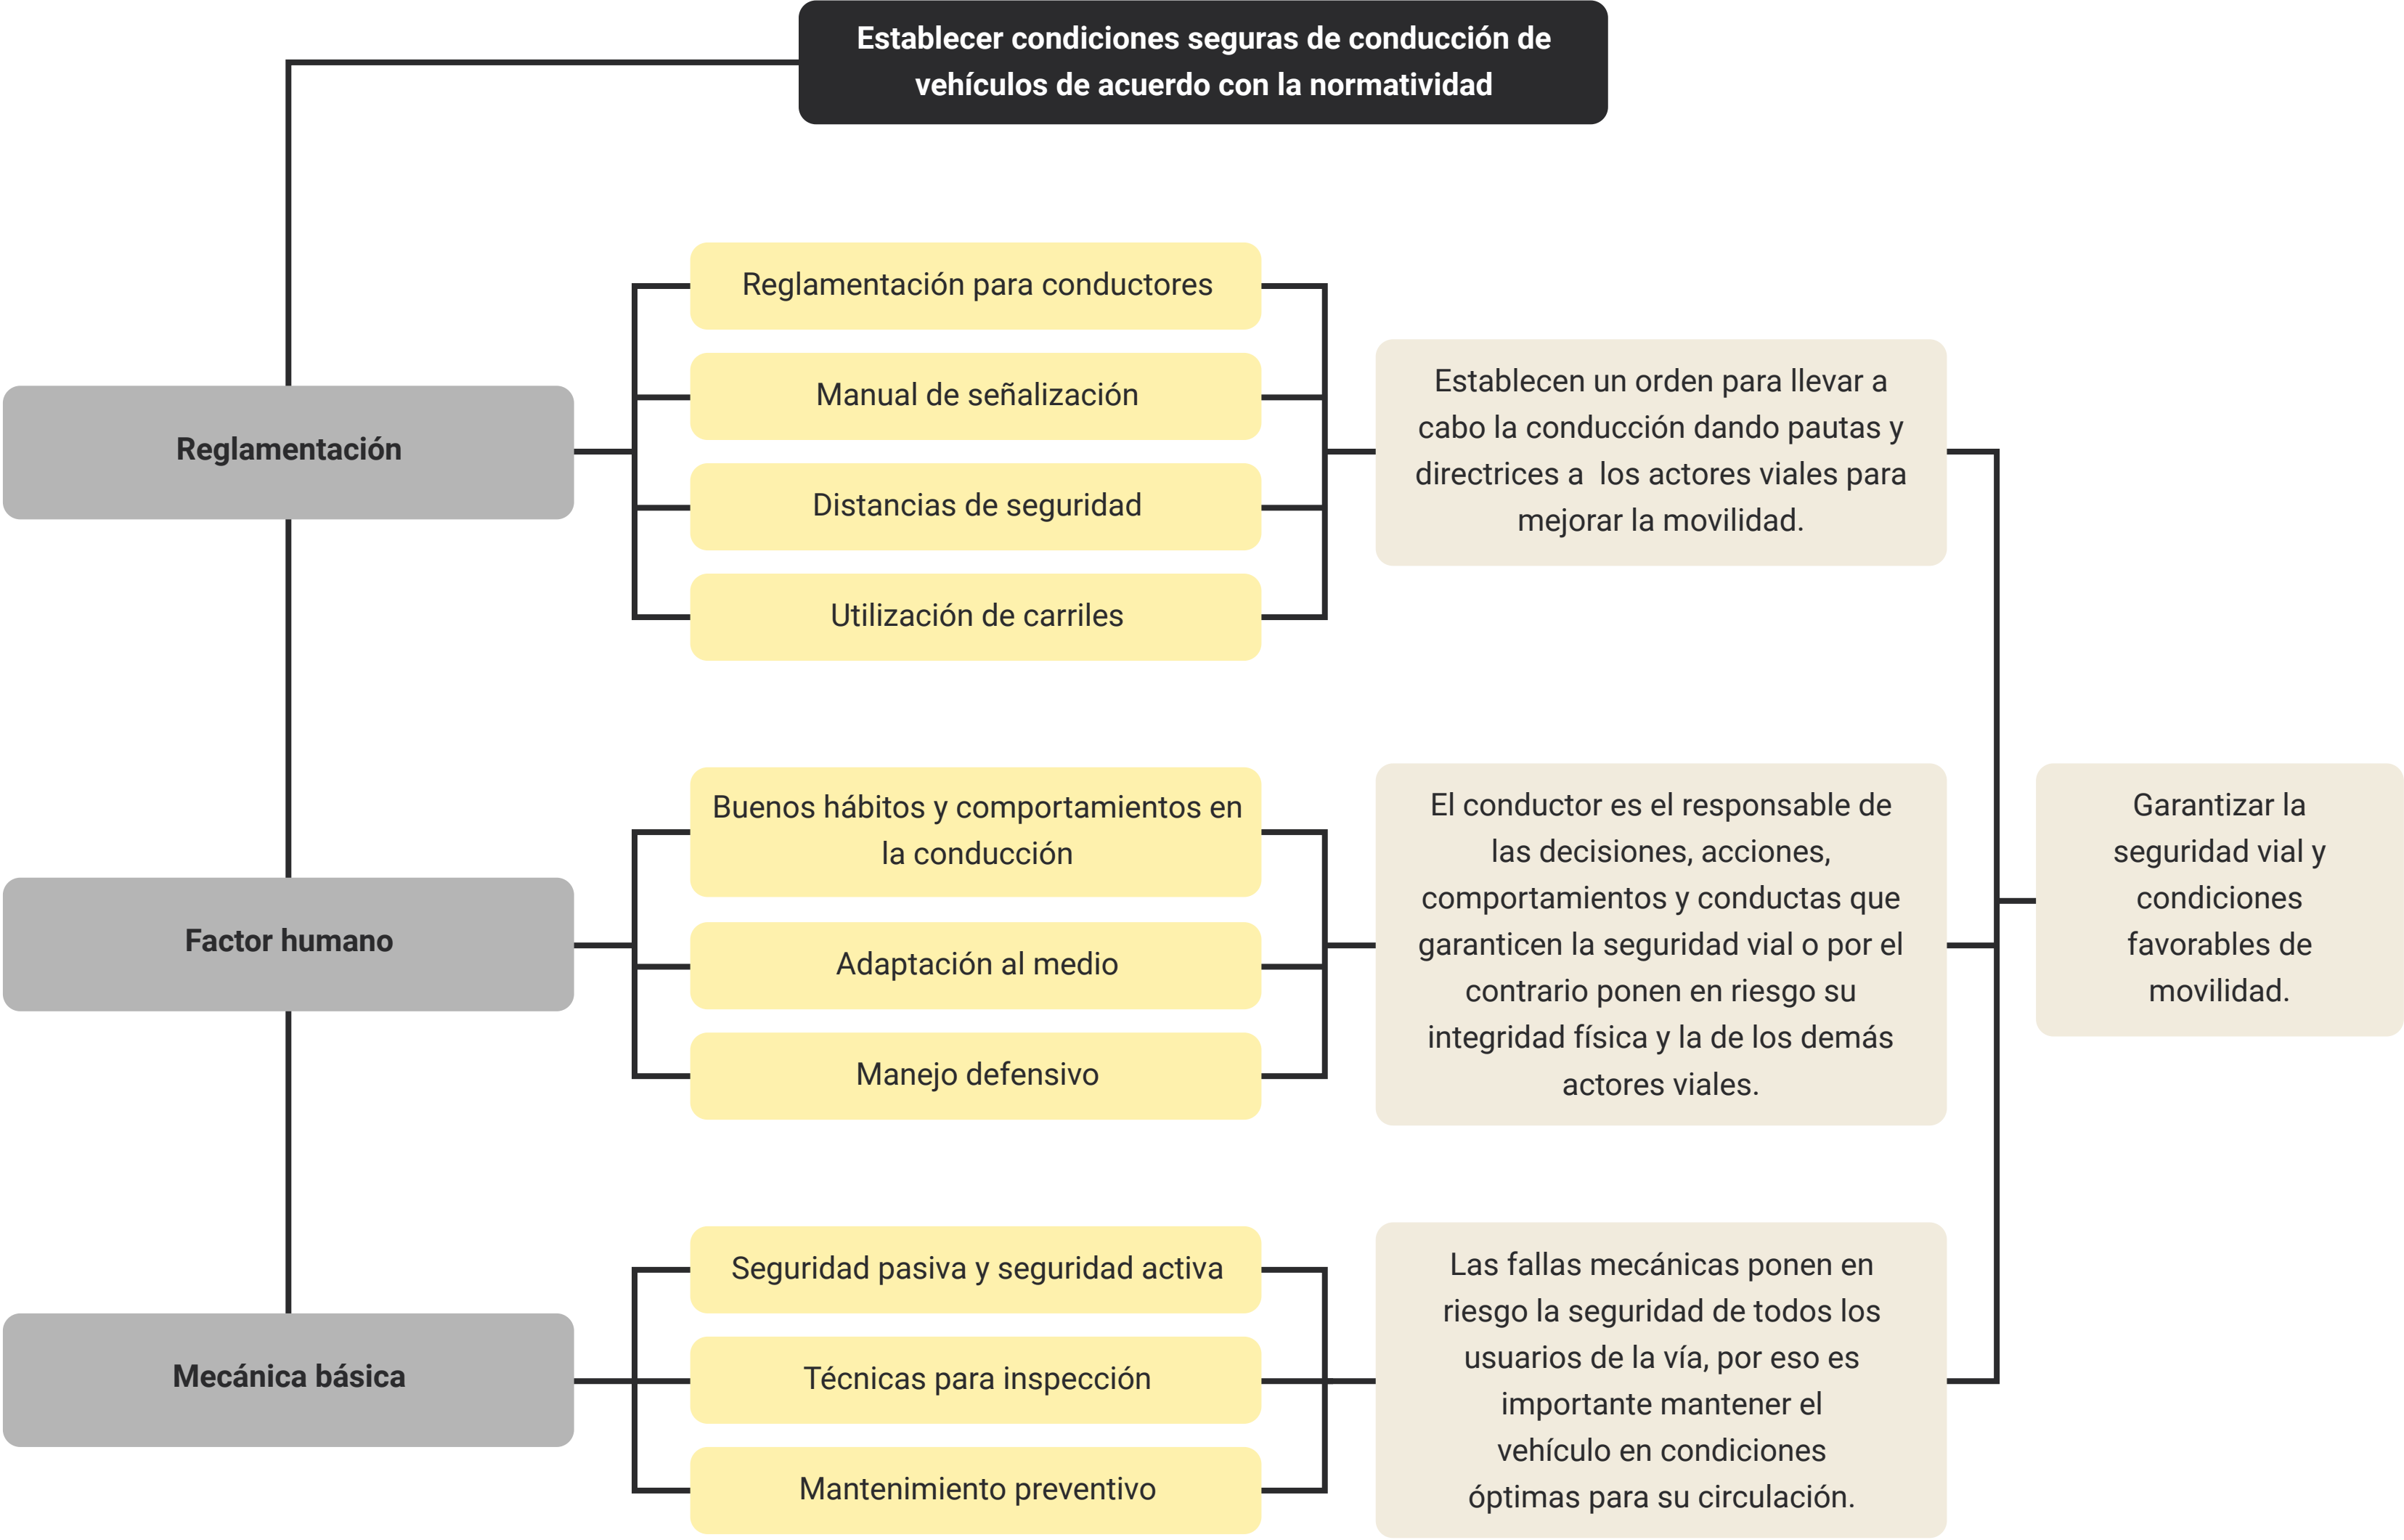 Establecer condiciones seguras de conducción de
vehículos de acuerdo con la normatividad
Reglamentación
Reglamentación para conductores
Manual de señalización
Distancias de seguridad
Utilización de carriles
Establecen un orden para llevar a
cabo la conducción dando pautas y
directrices a  los actores viales para
mejorar la movilidad.
Factor humano
Buenos hábitos y comportamientos en
la conducción
Adaptación al medio
Manejo defensivo
El conductor es el responsable de
las decisiones, acciones,
comportamientos y conductas que
garanticen la seguridad vial o por el
contrario ponen en riesgo su
integridad física y la de los demás
actores viales.
Mecánica básica
Seguridad pasiva y seguridad activa
Técnicas para inspección
Mantenimiento preventivo
Las fallas mecánicas ponen en
riesgo la seguridad de todos los
usuarios de la vía, por eso es
importante mantener el
vehículo en condiciones
óptimas para su circulación.
Garantizar la
seguridad vial y
condiciones
favorables de
movilidad.